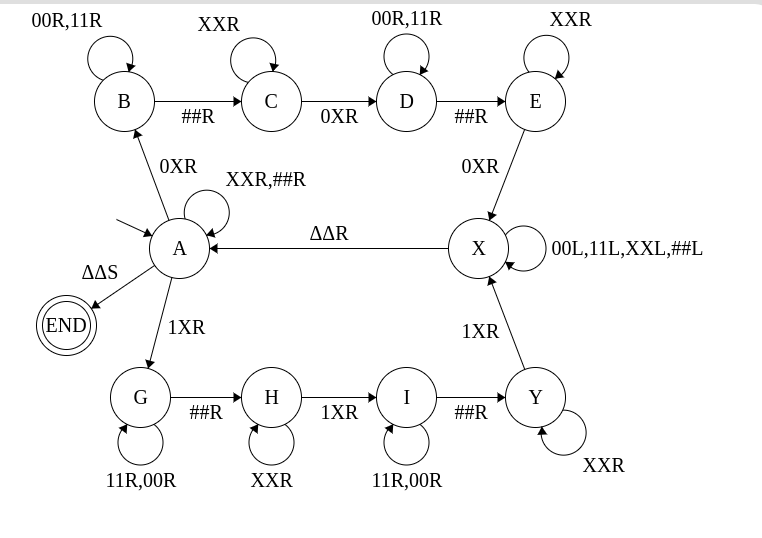 00R,11R
XXR
00R,11R
XXR
B
C
D
E
##R
0XR
##R
0XR
0XR
XXR,##R
A
ΔΔR
X
00L,11L,XXL,##L
ΔΔS
END
1XR
1XR
G
H
I
Y
##R
1XR
##R
11R,00R
XXR
11R,00R
XXR